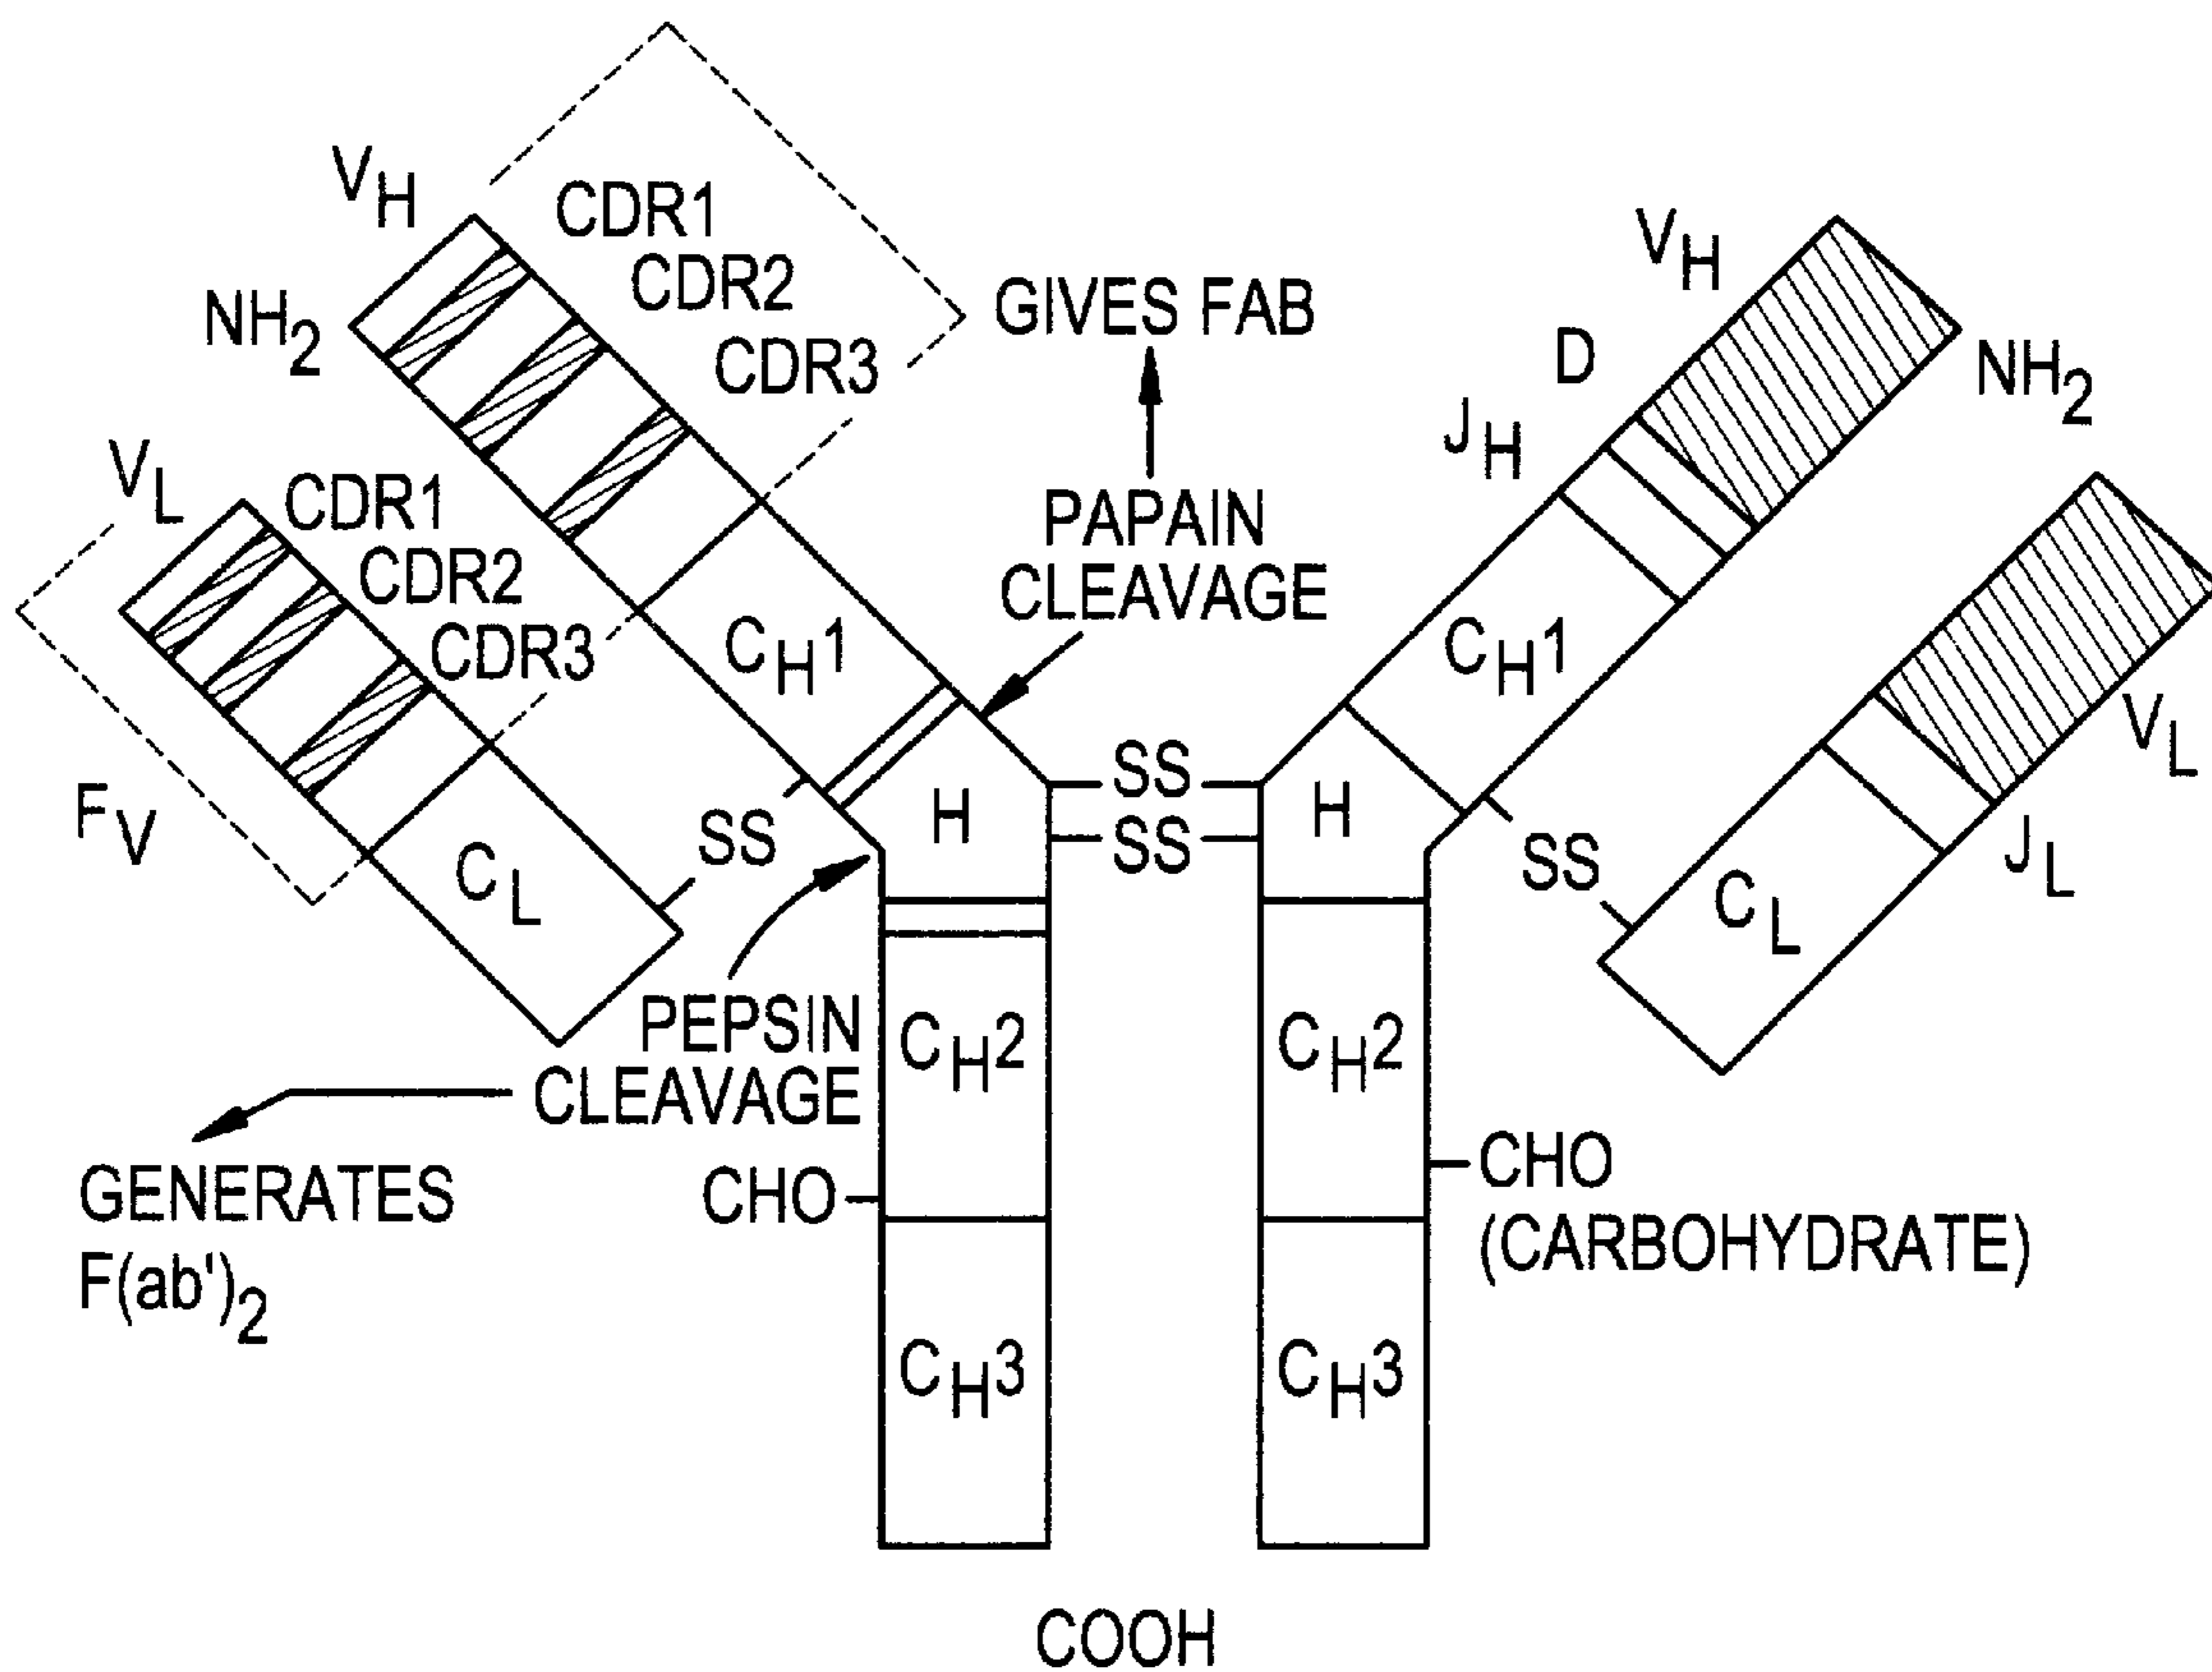 VH
CDR1
CDR2
CDR3
NH2
GIVES FAB
VL
CDR1
CDR2
CDR3
FV
PAPAIN
CLEAVAGE
CH1
CL
SS
H
SS
SS
PEPSIN
CLEAVAGE
GENERATES
F(ab')2
CH2
CHO
CH3
VH
D
JH
NH2
CH1
H
SS
VL
JL
CL
CH2
CHO
(CARBOHYDRATE)
CH3
COOH